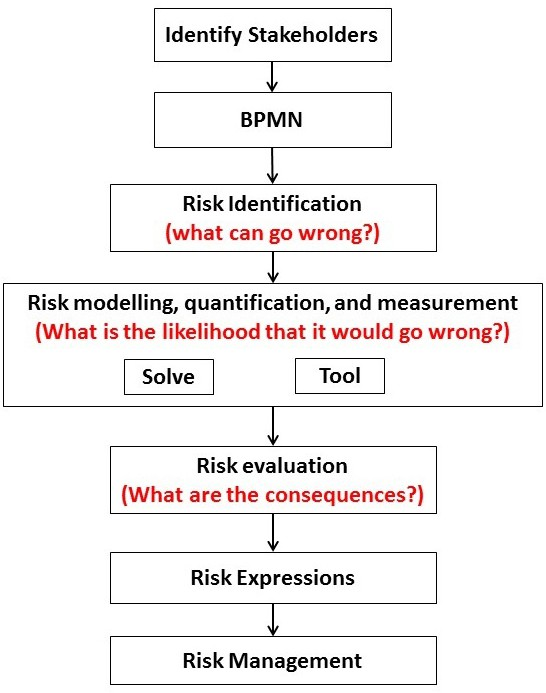 Identify Stakeholders
BPMN
Risk Identification
(what can go wrong?)
Risk modelling, quantification, and measurement
(What is the likelihood that it would go wrong?)
Solve
Tool
Risk evaluation
(What are the consequences?)
Risk Expressions
Risk Management